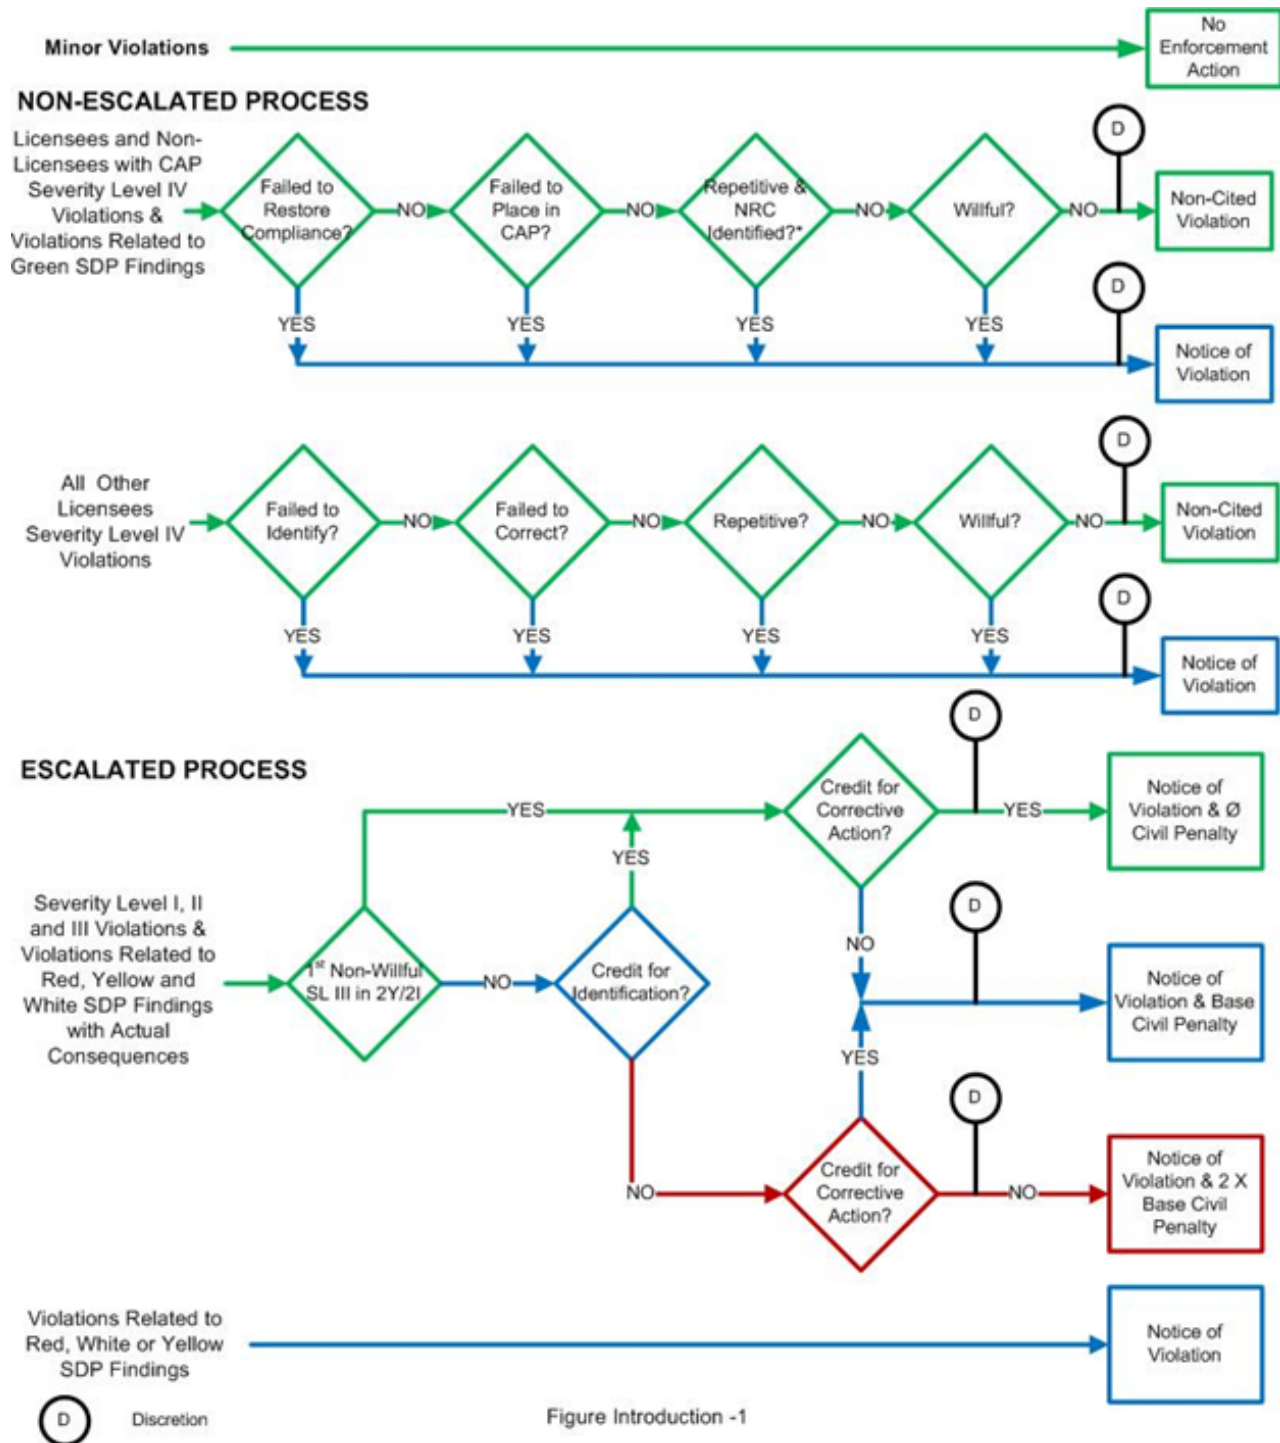 Minor Violations
No
Enforcement
Action
NON-ESCALATED PROCESS
Licensees and Non-
Licensees with CAP
Severity Level IV
Violations &
Violations Related to
Green SDP Findings
Failed to
Restore
Compliance?
NO
Failed to
Place in
CAP?
NO
Repetitive &
NRC
Identified?*
NO
Willful?
NO
D
Non-Cited
Violation
YES
YES
YES
YES
D
Notice of
Violation
All Other
Licensees
Severity Level IV
Violations
Failed to
Identify?
NO
Failed to
Correct?
NO
Repetitive?
NO
Willful?
NO
D
Non-Cited
Violation
YES
YES
YES
YES
D
Notice of
Violation
ESCALATED PROCESS
Severity Level I, II
and III Violations &
Violations Related to
Red, Yellow and
White SDP Findings
with Actual
Consequences
1st Non-Willful
SL III in 2Y/2I
YES
NO
Credit for
Identification?
YES
NO
Credit for
Corrective
Action?
D
YES
Notice of
Violation & Ø
Civil Penalty
NO
D
Notice of
Violation & Base
Civil Penalty
YES
Credit for
Corrective
Action?
D
NO
Notice of
Violation & 2 X
Base Civil
Penalty
Violations Related to
Red, White or Yellow
SDP Findings
Notice of
Violation
D
Discretion
Figure Introduction -1